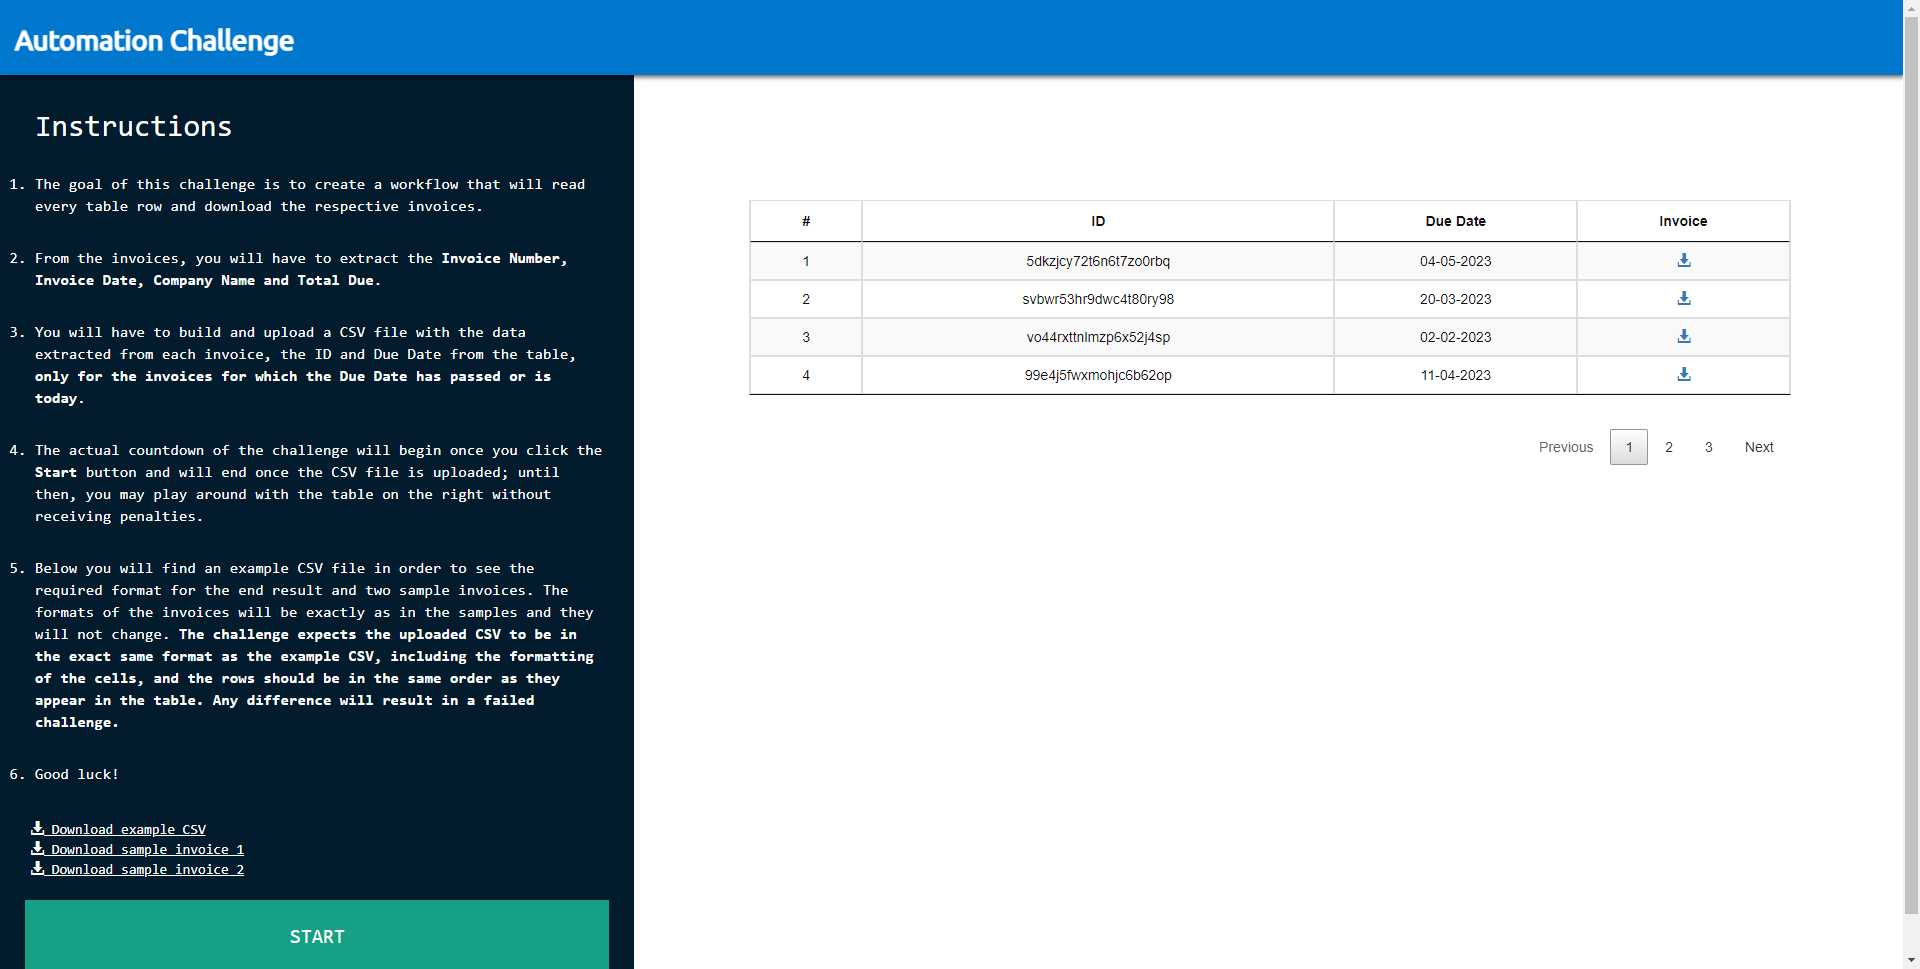 Automation Challenge
Instructions
1. The goal of this challenge is to create a workflow that will read
every table row and download the respective invoices.
2. From the invoices, you will have to extract the Invoice Number,
Invoice Date, Company Name and Total Due.
3. You will have to build and upload a CSV file with the data
extracted from each invoice, the ID and Due Date from the table,
only for the invoices for which the Due Date has passed or is
today.
4. The actual countdown of the challenge will begin once you click the
Start button and will end once the CSV file is uploaded; until
then, you may play around with the table on the right without
receiving penalties.
5. Below you will find an example CSV file in order to see the
required format for the end result and two sample invoices. The
formats of the invoices will be exactly as in the samples and they
will not change. The challenge expects the uploaded CSV to be in
the exact same format as the example CSV, including the formatting
of the cells, and the rows should be in the same order as they
appear in the table. Any difference will result in a failed
challenge.
6. Good luck!
Download example CSV
Download sample invoice 1
Download sample invoice 2
START
# ID Due Date Invoice
1 5dkzjcy72t6n6t7zo0rbq 04-05-2023
2 svbwr53hr9dwc4t80ry98 20-03-2023
3 vo44rxttnlmzp6x52j4sp 02-02-2023
4 99e4j5fwxmohjc6b62op 11-04-2023
Previous 1 2 3 Next